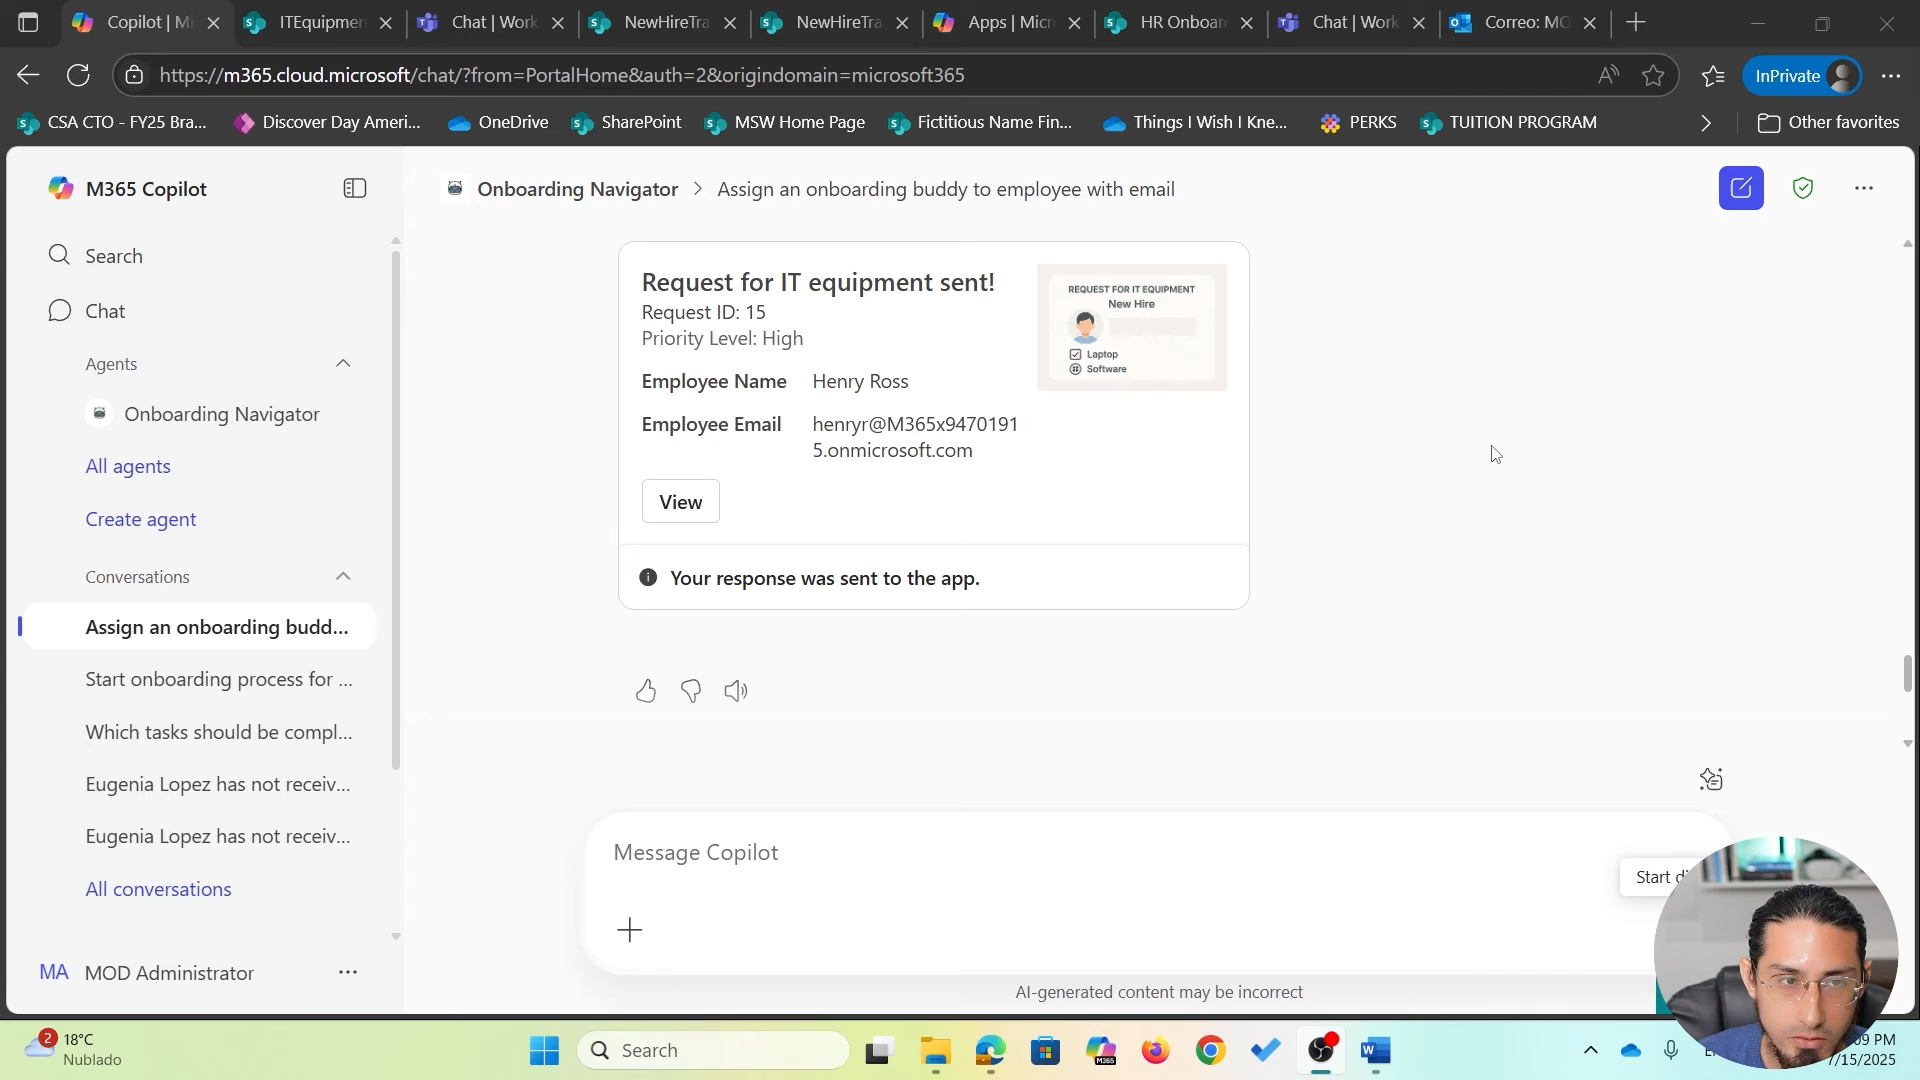 Copilot | Mi
ITEquipmen
Chat | Work
NewHireTra
NewHireTra
Apps | Micr
HR Onboar
Chat | Work
Correo: MO
https://m365.cloud.microsoft/chat/?from=PortalHome&auth=2&origindomain=microsoft365
InPrivate
CSA CTO - FY25 Bra...
Discover Day Ameri...
OneDrive
SharePoint
MSW Home Page
Fictitious Name Fin...
Things I Wish I Kne...
PERKS
TUITION PROGRAM
Other favorites
M365 Copilot
Search
Chat
Agents
Onboarding Navigator
All agents
Create agent
Conversations
Assign an onboarding budd...
Start onboarding process for ...
Which tasks should be compl...
Eugenia Lopez has not receiv...
Eugenia Lopez has not receiv...
All conversations
MA MOD Administrator
Onboarding Navigator > Assign an onboarding buddy to employee with email
Request for IT equipment sent!
Request ID: 15
Priority Level: High
Employee Name Henry Ross
Employee Email henryr@M365x9470191
5.onmicrosoft.com
REQUEST FOR IT EQUIPMENT
New Hire
Laptop
Software
View
Your response was sent to the app.
Message Copilot
Start di
AI-generated content may be incorrect
2
18°C
Nublado
Search
M365
09 PM
7/15/2025